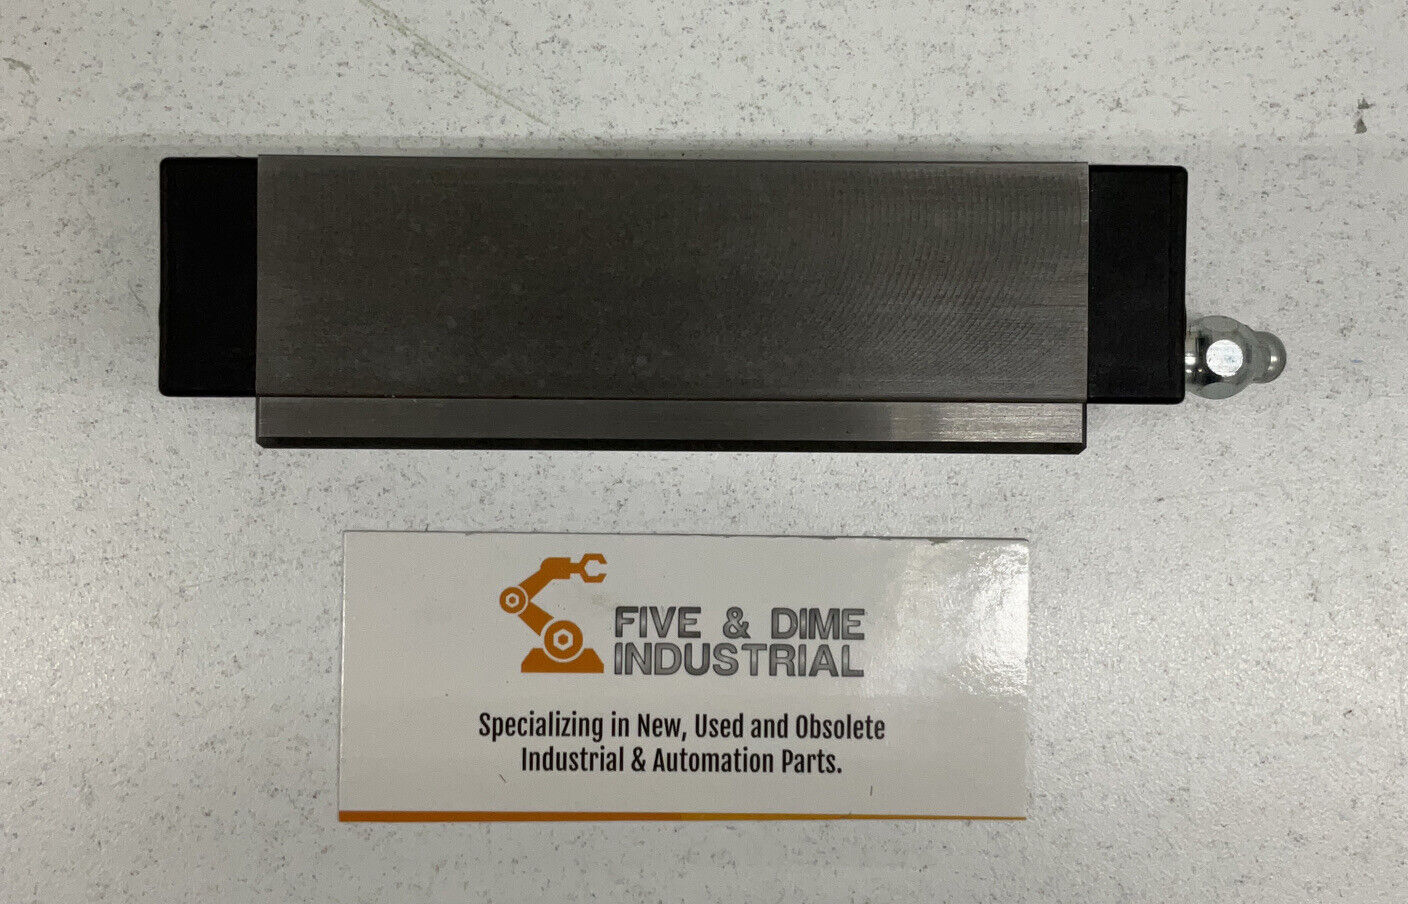 FIVE & DIME
INDUSTRIAL
Specializing in New, Used and Obsolete
Industrial & Automation Parts.